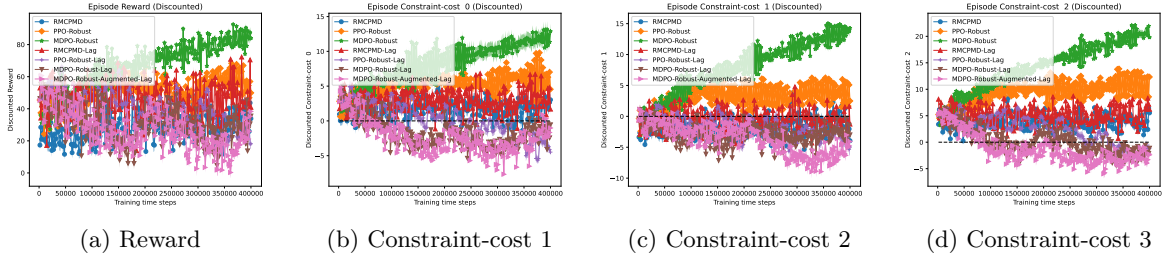 Episode Reward (Discounted)
RMCPMD
PPO-Robust
MDPO-Robust
RMCPMD-Lag
PPO-Robust-Lag
MDPO-Robust-Lag
MDPO-Robust-Augmented-Lag
Discounted Reward
80
60
40
20
0
0 50000 100000 150000 200000 250000 300000 350000 400000
Training time steps
(a) Reward
Episode Constraint-cost 0 (Discounted)
RMCPMD
PPO-Robust
MDPO-Robust
RMCPMD-Lag
PPO-Robust-Lag
MDPO-Robust-Lag
MDPO-Robust-Augmented-Lag
Discounted Constraint-cost 0
15
10
5
0
−5
0 50000 100000 150000 200000 250000 300000 350000 400000
Training time steps
(b) Constraint-cost 1
Episode Constraint-cost 1 (Discounted)
RMCPMD
PPO-Robust
MDPO-Robust
RMCPMD-Lag
PPO-Robust-Lag
MDPO-Robust-Lag
MDPO-Robust-Augmented-Lag
Discounted Constraint-cost 1
15
10
5
0
−5
−10
0 50000 100000 150000 200000 250000 300000 350000 400000
Training time steps
(c) Constraint-cost 2
Episode Constraint-cost 2 (Discounted)
RMCPMD
PPO-Robust
MDPO-Robust
RMCPMD-Lag
PPO-Robust-Lag
MDPO-Robust-Lag
MDPO-Robust-Augmented-Lag
Discounted Constraint-cost 2
20
15
10
5
0
−5
0 50000 100000 150000 200000 250000 300000 350000 400000
Training time steps
(d) Constraint-cost 3